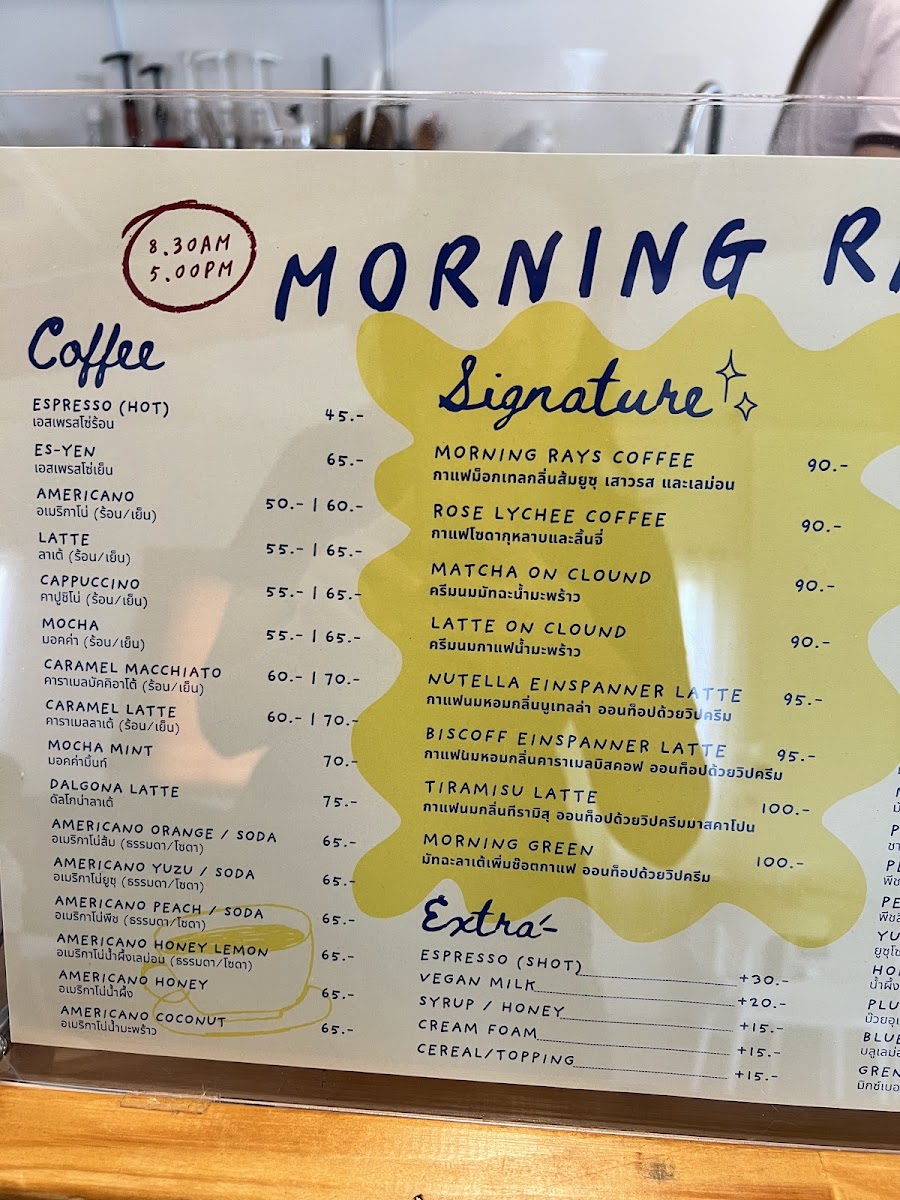 8.30AM
5.00PM
MORNING
Coffee
ESPRESSO (HOT) 45.-
เอสเพรสโซ่ร้อน
ES-YEN 65.-
เอสเพรสโซ่เย็น
AMERICANO 50.- | 60.-
อเมริกาโน่ (ร้อน/เย็น)
LATTE 55.- | 65.-
ลาเต้ (ร้อน/เย็น)
CAPPUCCINO 55.- | 65.-
คาปูชิโน่ (ร้อน/เย็น)
MOCHA 55.- | 65.-
มอคค่า (ร้อน/เย็น)
CARAMEL MACCHIATO 60.- | 70.-
คาราเมลมัคคิอาโต้ (ร้อน/เย็น)
CARAMEL LATTE 60.- | 70.-
คาราเมลลาเต้ (ร้อน/เย็น)
MOCHA MINT 70.-
มอคค่ามิ้นท์
DALGONA LATTE 75.-
ดัลโกน่าลาเต้
AMERICANO ORANGE / SODA 65.-
อเมริกาโน่ส้ม (ธรรมดา/โซดา)
AMERICANO YUZU / SODA 65.-
อเมริกาโน่ยูซุ (ธรรมดา/โซดา)
AMERICANO PEACH / SODA 65.-
อเมริกาโน่พีช (ธรรมดา/โซดา)
AMERICANO HONEY LEMON 65.-
อเมริกาโน่น้ำผึ้งเลม่อน (ธรรมดา/โซดา)
AMERICANO HONEY 65.-
อเมริกาโน่น้ำผึ้ง
AMERICANO COCONUT 65.-
อเมริกาโน่น้ำมะพร้าว
Signature
MORNING RAYS COFFEE 90.-
กาแฟม็อกเทลกลิ่นส้มยูซุ เสาวรส และเลม่อน
ROSE LYCHEE COFFEE 90.-
กาแฟโซดากุหลาบและลิ้นจี่
MATCHA ON CLOUND 90.-
ครีมนมมัทฉะน้ำมะพร้าว
LATTE ON CLOUND 90.-
ครีมนมกาแฟน้ำมะพร้าว
NUTELLA EINSPANNER LATTE 95.-
กาแฟนมหอมกลิ่นนูเทลล่า ออนท็อปด้วยวิปครีม
BISCOFF EINSPANNER LATTE 95.-
กาแฟนมหอมกลิ่นคาราเมลบิสคอฟ ออนท็อปด้วยวิปครีม
TIRAMISU LATTE 100.-
กาแฟนมกลิ่นทีรามิสุ ออนท็อปด้วยวิปครีมมาสคาโปน
MORNING GREEN 100.-
มัทฉะลาเต้เพิ่มช๊อตกาแฟ ออนท็อปด้วยวิปครีม
Extra
ESPRESSO (SHOT) +30.-
VEGAN MILK +20.-
SYRUP / HONEY +15.-
CREAM FOAM +15.-
CEREAL/TOPPING +15.-